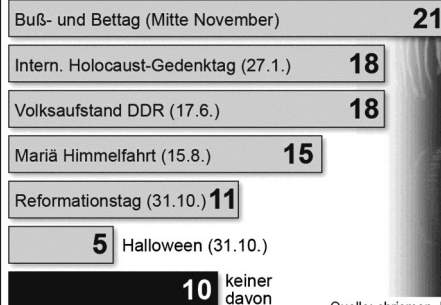 Buß- und Bettag (Mitte November) 21
Intern. Holocaust-Gedenktag (27.1.) 18
Volksaufstand DDR (17.6.) 18
Mariä Himmelfahrt (15.8.) 15
Reformationstag (31.10.) 11
5 Halloween (31.10.)
10 keiner
davon